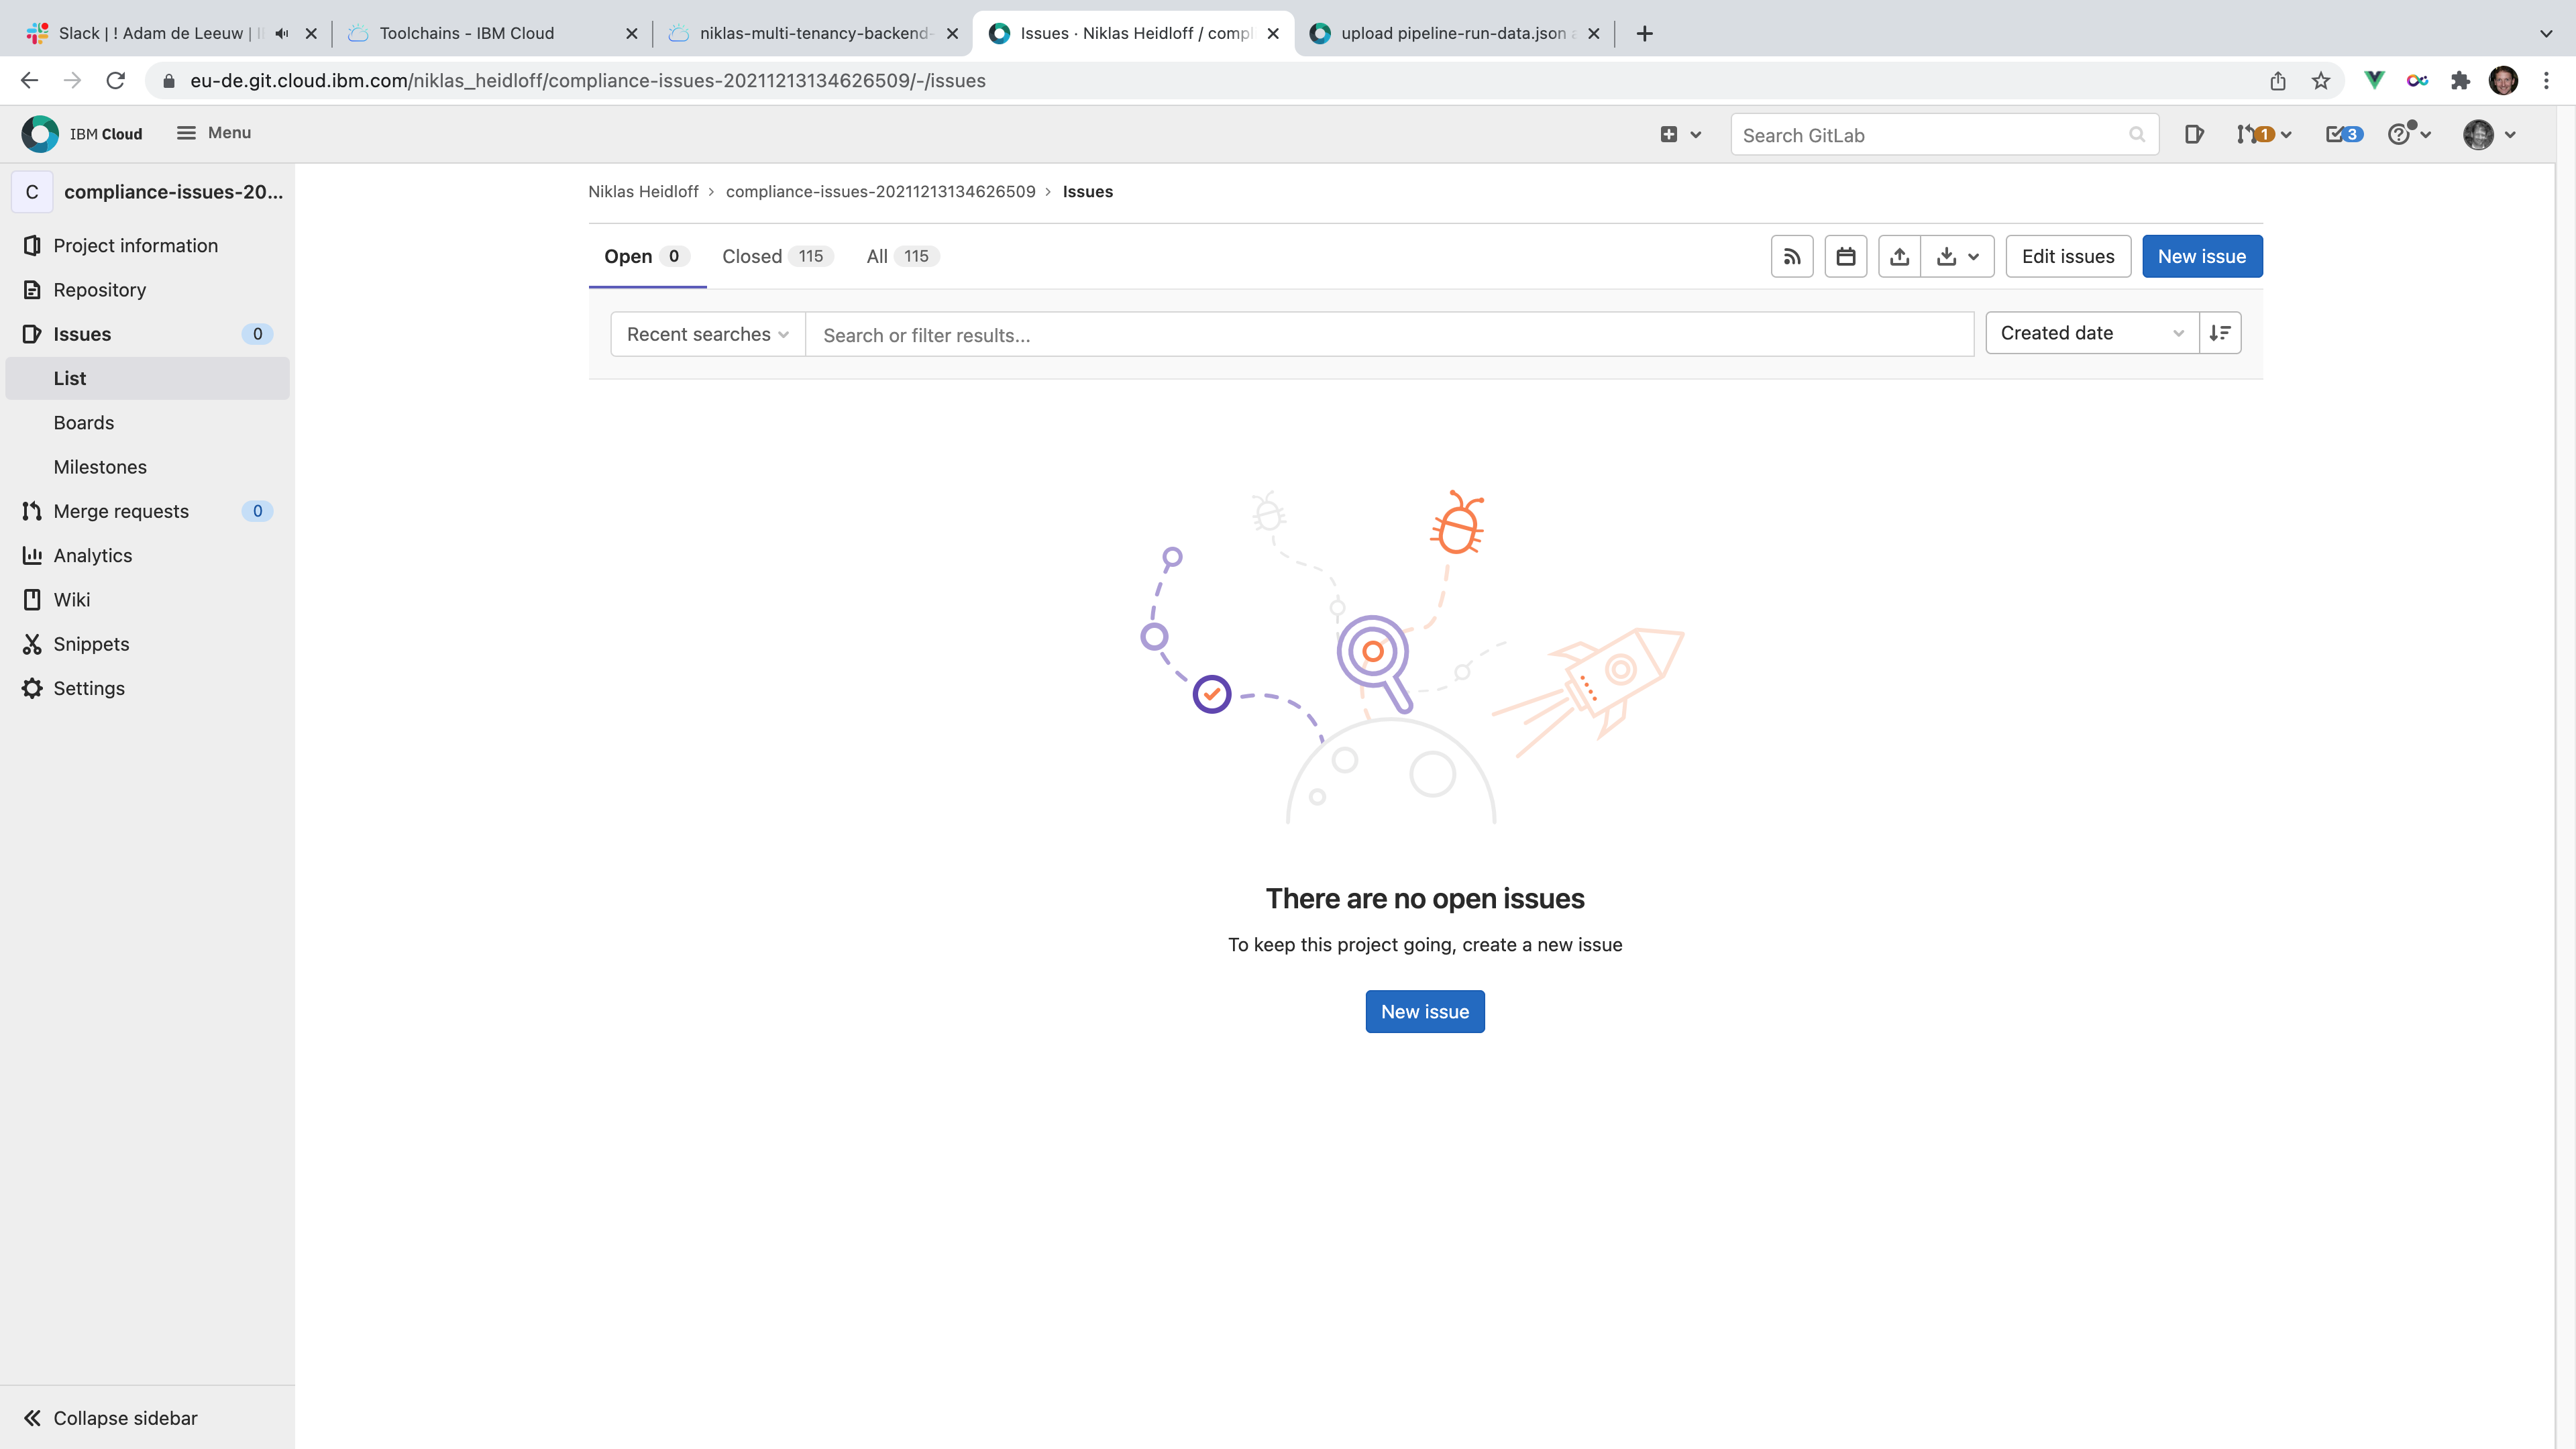 Slack | ! Adam de Leeuw |
Toolchains - IBM Cloud
niklas-multi-tenancy-backend-
Issues · Niklas Heidloff / compl
upload pipeline-run-data.json
eu-de.git.cloud.ibm.com/niklas_heidloff/compliance-issues-20211213134626509/-/issues
IBM Cloud
Menu
Search GitLab
1
3
C
compliance-issues-20...
Project information
Repository
Issues 0
List
Boards
Milestones
Merge requests 0
Analytics
Wiki
Snippets
Settings
Collapse sidebar
Niklas Heidloff > compliance-issues-20211213134626509 > Issues
Open 0 Closed 115 All 115
Edit issues
New issue
Recent searches
Search or filter results...
Created date
There are no open issues
To keep this project going, create a new issue
New issue